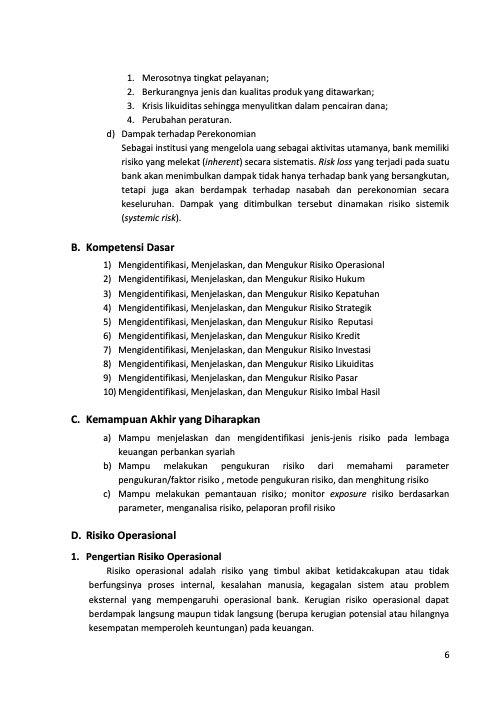 1. Merosotnya tingkat pelayanan;
2. Berkurangnya jenis dan kualitas produk yang ditawarkan;
3. Krisis likuiditas sehingga menyulitkan dalam pencairan dana;
4. Perubahan peraturan.
d) Dampak terhadap Perekonomian
Sebagai institusi yang mengelola uang sebagai aktivitas utamanya, bank memiliki
risiko yang melekat (inherent) secara sistematis. Risk loss yang terjadi pada suatu
bank akan menimbulkan dampak tidak hanya terhadap bank yang bersangkutan,
tetapi juga akan berdampak terhadap nasabah dan perekonomian secara
keseluruhan. Dampak yang ditimbulkan tersebut dinamakan risiko sistemik
(systemic risk).
B. Kompetensi Dasar
1) Mengidentifikasi, Menjelaskan, dan Mengukur Risiko Operasional
2) Mengidentifikasi, Menjelaskan, dan Mengukur Risiko Hukum
3) Mengidentifikasi, Menjelaskan, dan Mengukur Risiko Kepatuhan
4) Mengidentifikasi, Menjelaskan, dan Mengukur Risiko Strategik
5) Mengidentifikasi, Menjelaskan, dan Mengukur Risiko Reputasi
6) Mengidentifikasi, Menjelaskan, dan Mengukur Risiko Kredit
7) Mengidentifikasi, Menjelaskan, dan Mengukur Risiko Investasi
8) Mengidentifikasi, Menjelaskan, dan Mengukur Risiko Likuiditas
9) Mengidentifikasi, Menjelaskan, dan Mengukur Risiko Pasar
10) Mengidentifikasi, Menjelaskan, dan Mengukur Risiko Imbal Hasil
C. Kemampuan Akhir yang Diharapkan
a) Mampu menjelaskan dan mengidentifikasi jenis-jenis risiko pada lembaga
keuangan perbankan syariah
b) Mampu melakukan pengukuran risiko dari memahami parameter
pengukuran/faktor risiko , metode pengukuran risiko, dan menghitung risiko
c) Mampu melakukan pemantauan risiko; monitor exposure risiko berdasarkan
parameter, menganalisa risiko, pelaporan profil risiko
D. Risiko Operasional
1. Pengertian Risiko Operasional
Risiko operasional adalah risiko yang timbul akibat ketidakcakupan atau tidak
berfungsinya proses internal, kesalahan manusia, kegagalan sistem atau problem
eksternal yang mempengaruhi operasional bank. Kerugian risiko operasional dapat
berdampak langsung maupun tidak langsung (berupa kerugian potensial atau hilangnya
kesempatan memperoleh keuntungan) pada keuangan.
6